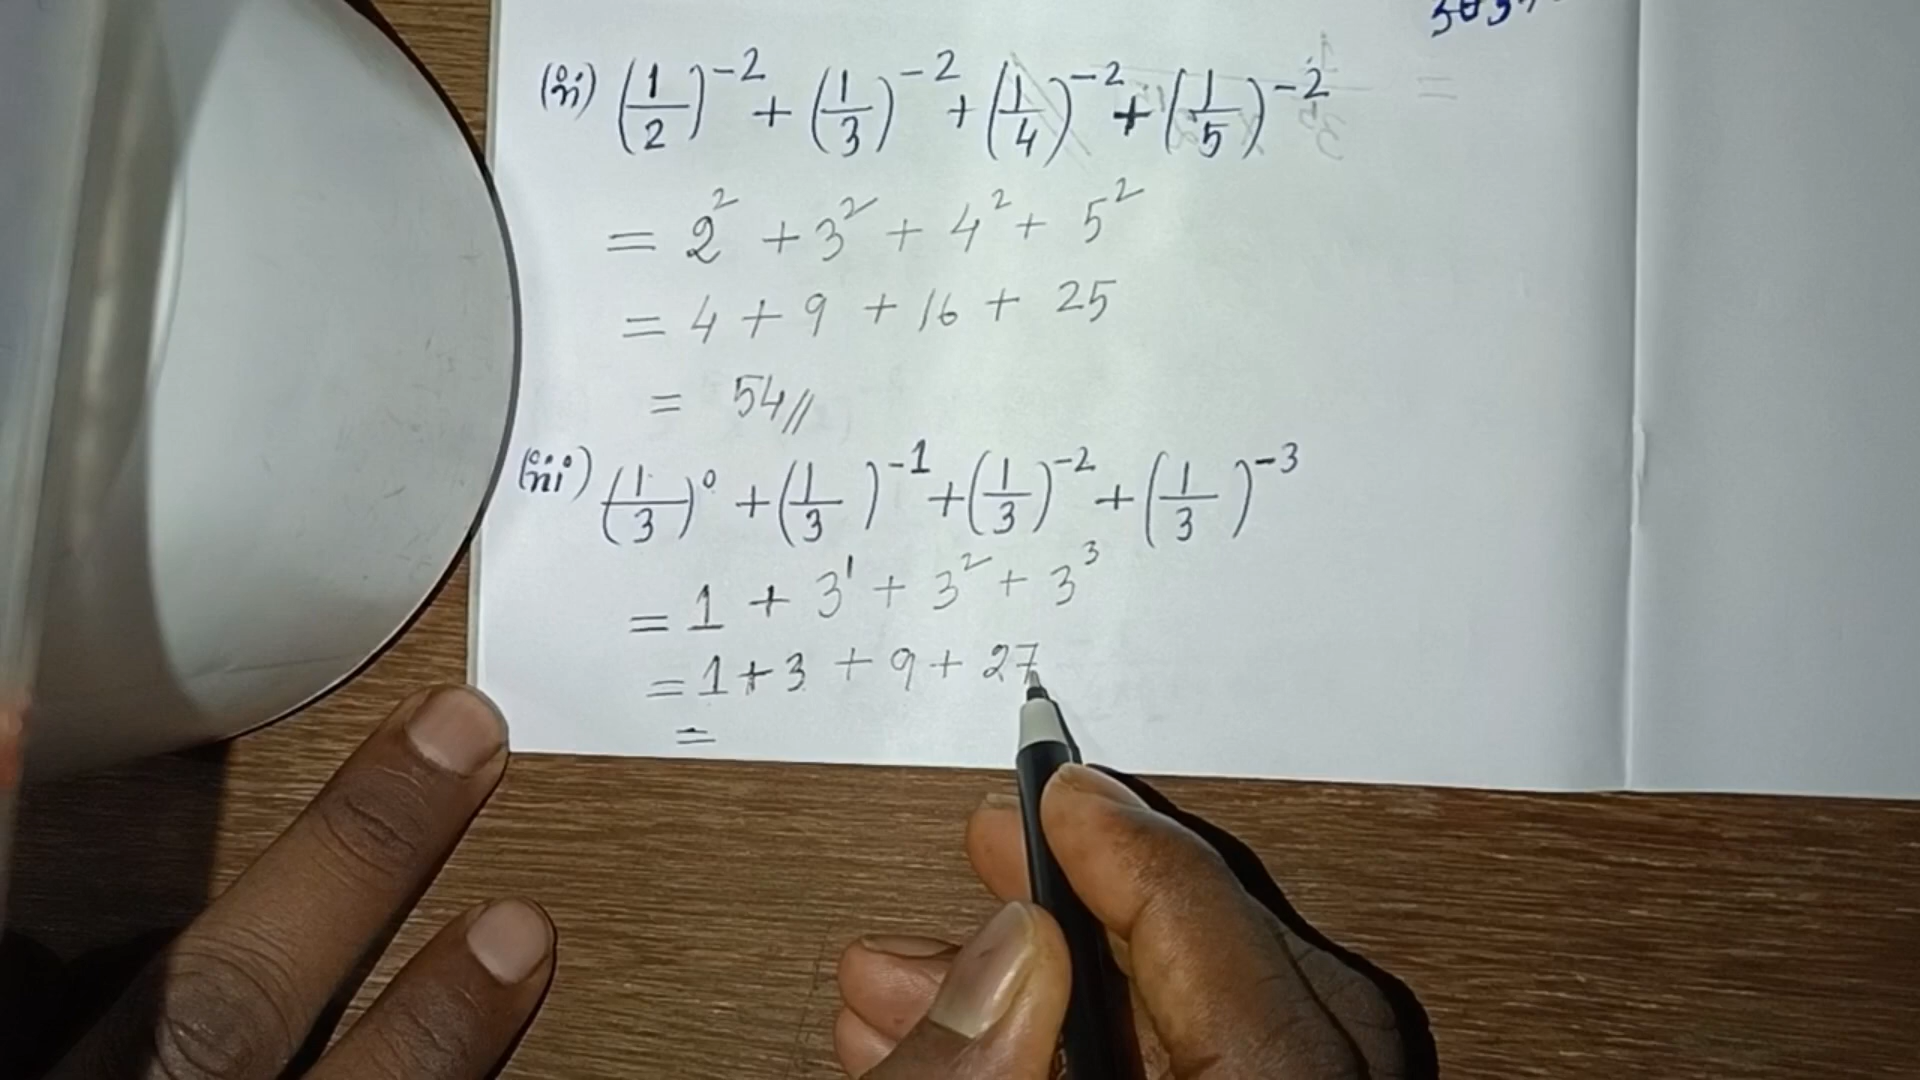 (ii) (1/2)^-2 + (1/3)^-2 + (1/4)^-2 + (1/5)^-2
= 2^2 + 3^2 + 4^2 + 5^2
= 4 + 9 + 16 + 25
= 54//
(iii) (1/3)^0 + (1/3)^-1 + (1/3)^-2 + (1/3)^-3
= 1 + 3^1 + 3^2 + 3^3
= 1 + 3 + 9 + 27
=